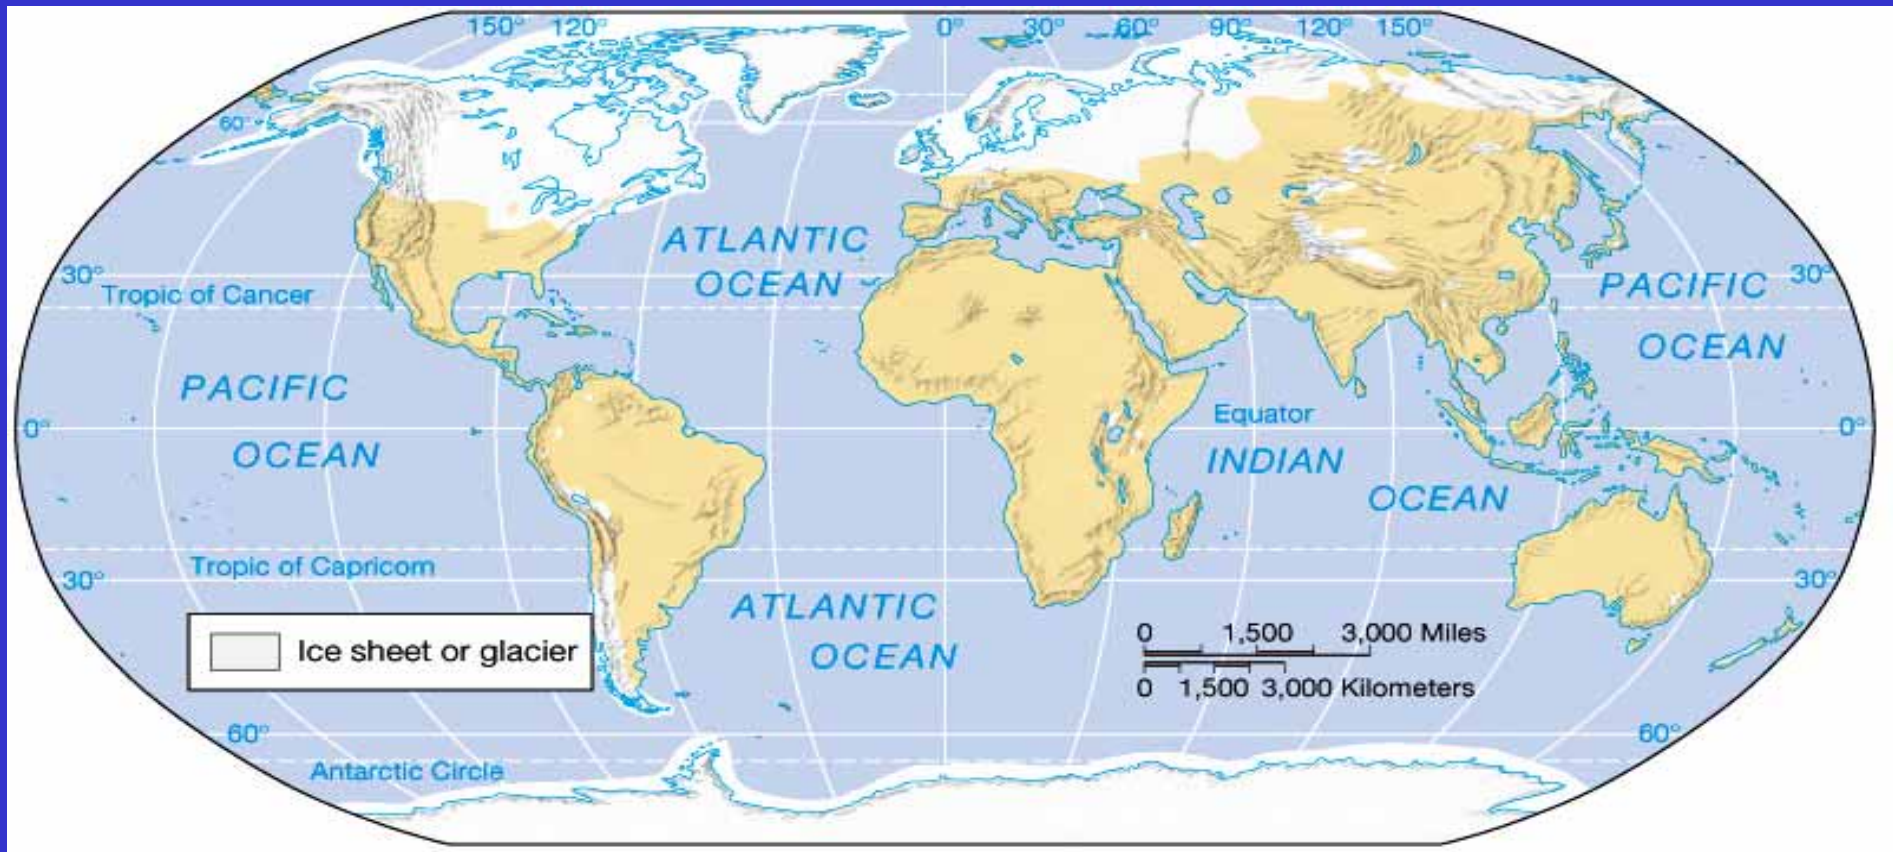 150° 120° 0° 30° 60° 90° 120° 150°
60°
ATLANTIC
OCEAN
30° 30°
Tropic of Cancer
PACIFIC
OCEAN
PACIFIC
OCEAN
Equator
0° 0°
INDIAN
OCEAN
Tropic of Capricorn
30° 30°
ATLANTIC
OCEAN
Ice sheet or glacier
0 1,500 3,000 Miles
0 1,500 3,000 Kilometers
60° 60°
Antarctic Circle